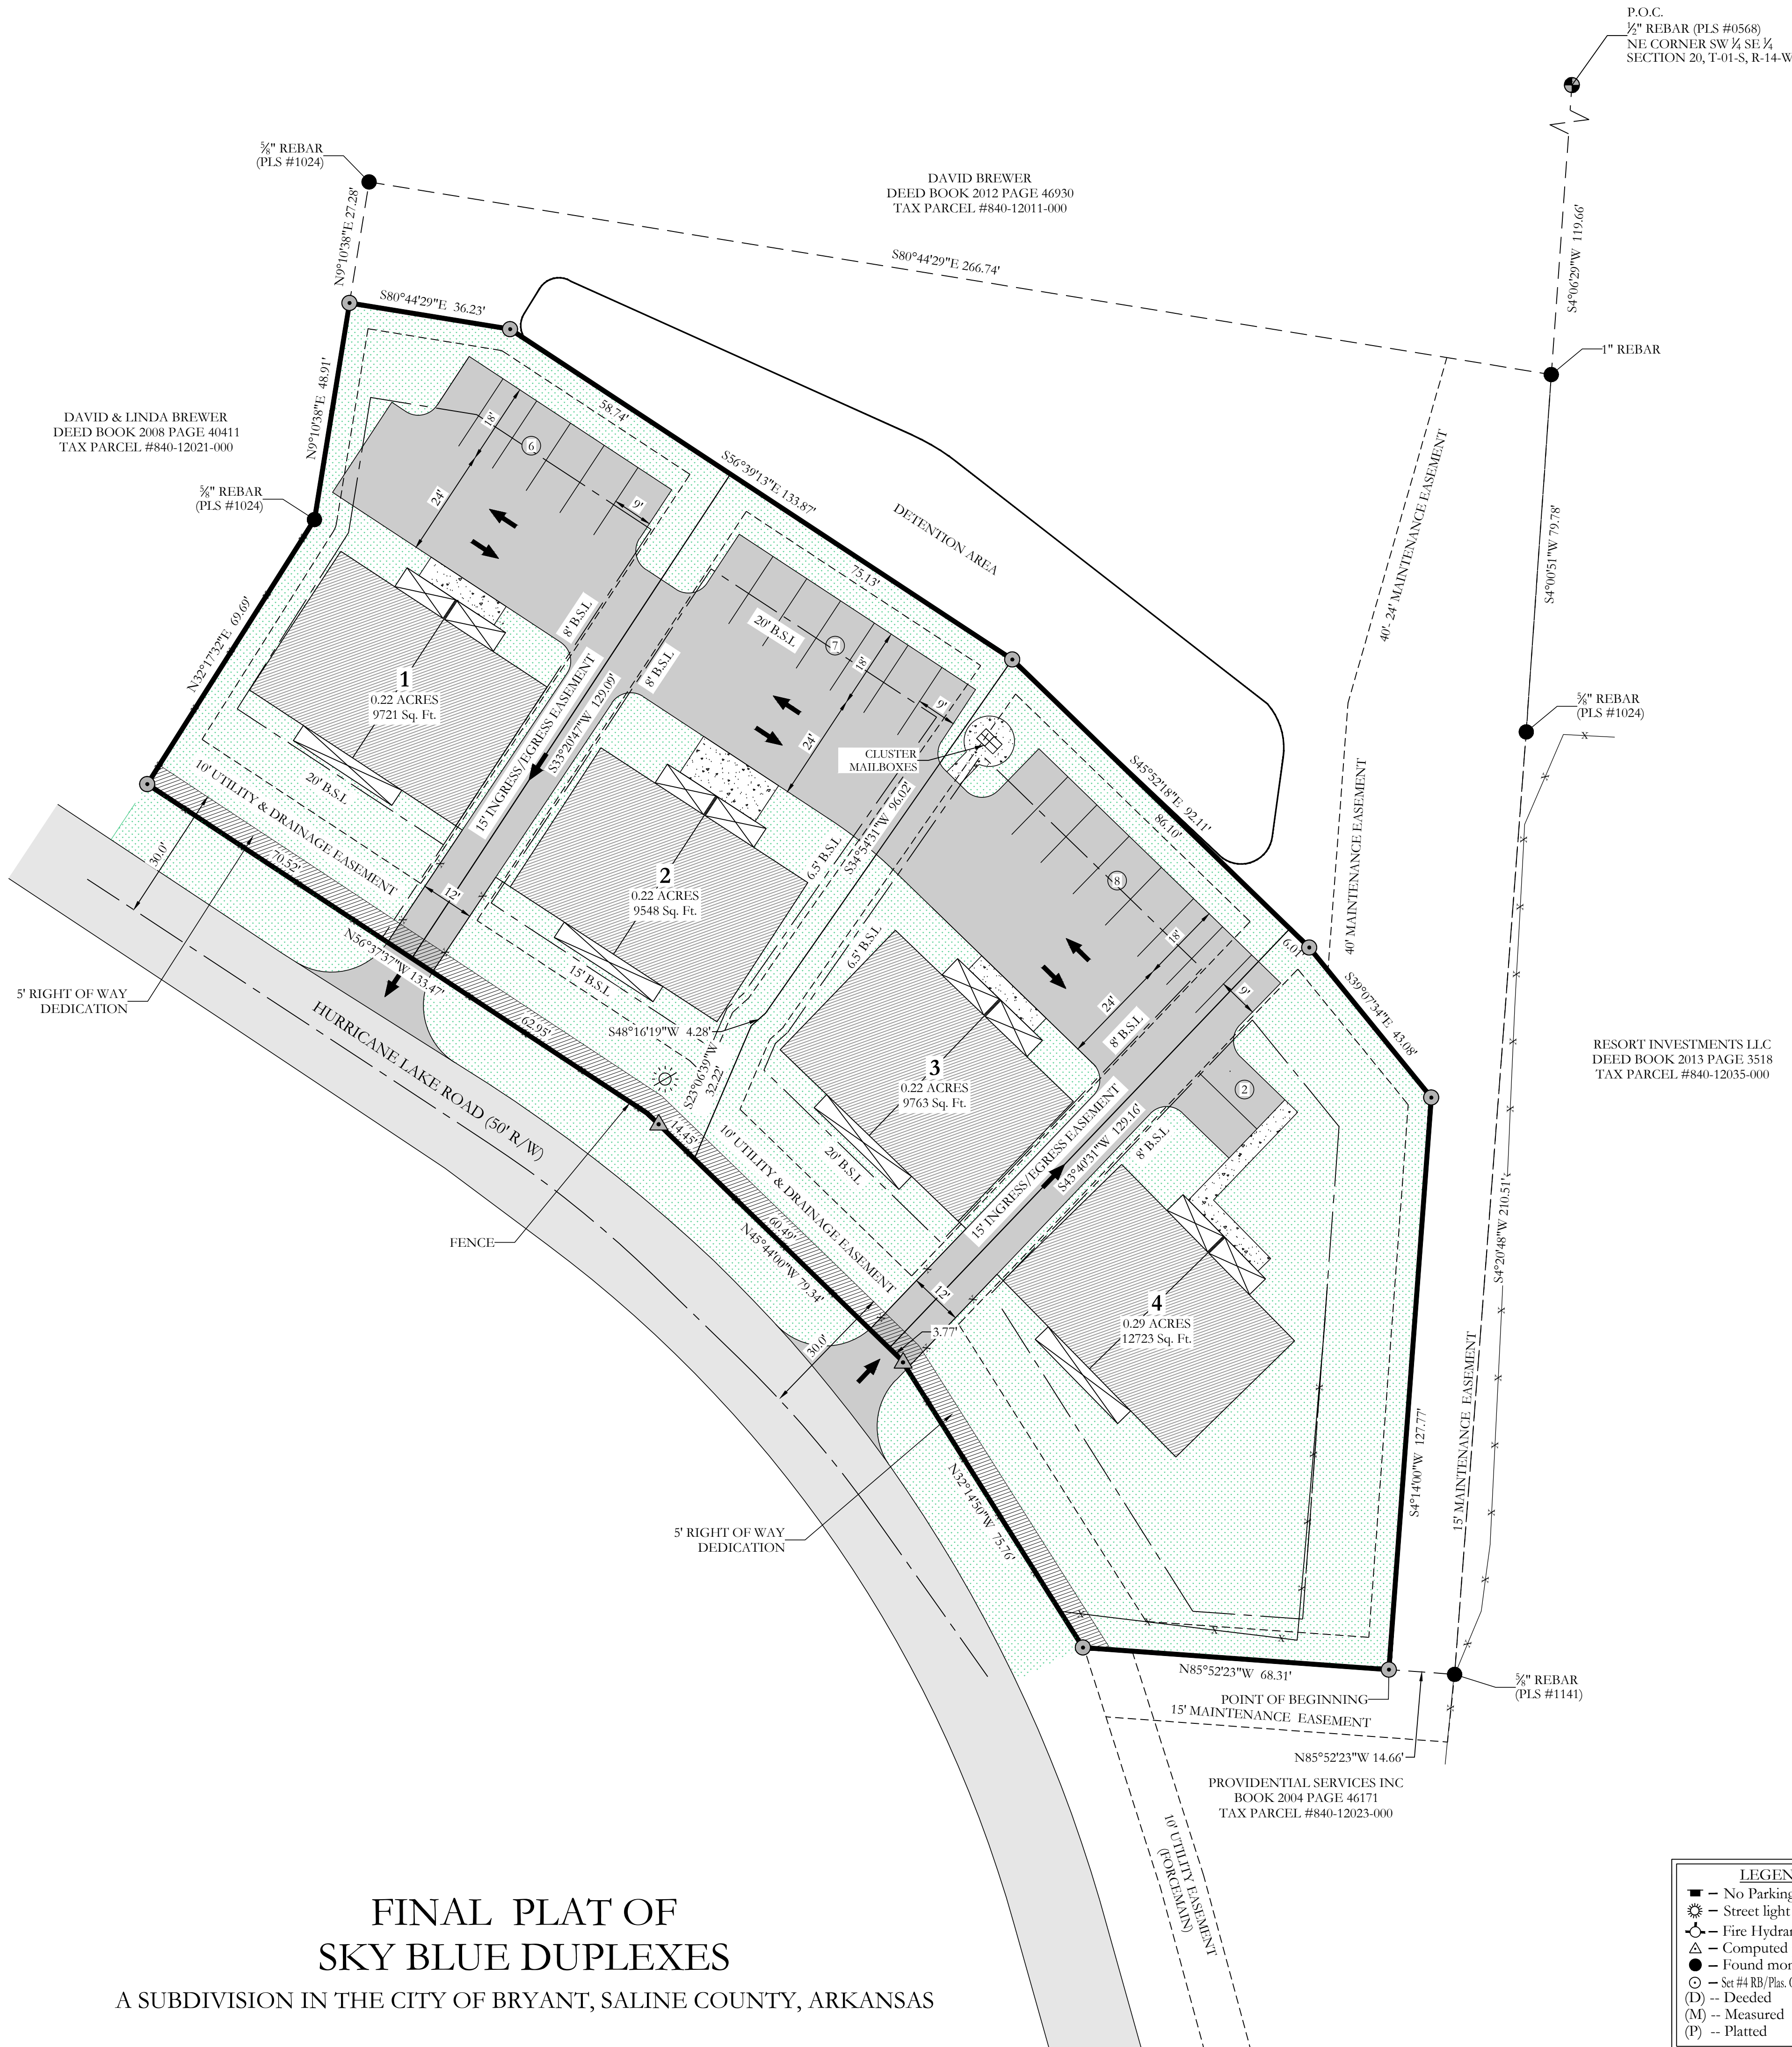 P.O.C.
½" REBAR (PLS #0568)
NE CORNER SW ¼ SE ¼
SECTION 20, T-01-S, R-14-W
⅝" REBAR
(PLS #1024)
N9°10'38"E 27.28'
DAVID BREWER
DEED BOOK 2012 PAGE 46930
TAX PARCEL #840-12011-000
S80°44'29"E 266.74'
S4°06'29"W 119.66'
1" REBAR
S80°44'29"E 36.23'
N9°10'38"E 48.91'
DAVID & LINDA BREWER
DEED BOOK 2008 PAGE 40411
TAX PARCEL #840-12021-000
⅝" REBAR
(PLS #1024)
58.74'
S56°39'13"E 133.87'
75.13'
DETENTION AREA
40'- 24' MAINTENANCE EASEMENT
S4°00'51"W 79.78'
18'
6
24'
9'
N32°17'32"E 69.69'
8' B.S.L
20' B.S.L
7
18'
8' B.S.L
9'
24'
1
0.22 ACRES
9721 Sq. Ft.
15' INGRESS/EGRESS EASEMENT
S33°20'47"W 129.09'
CLUSTER
MAILBOXES
⅝" REBAR
(PLS #1024)
S45°52'18"E 92.11'
86.10'
40' MAINTENANCE EASEMENT
10' UTILITY & DRAINAGE EASEMENT
20' B.S.L
30.0'
70.52'
12'
2
0.22 ACRES
9548 Sq. Ft.
6.5' B.S.L
S34°54'31"W 96.02'
6.5' B.S.L
8
18'
6.01'
24'
9'
S39°07'34"E 43.08'
5' RIGHT OF WAY
DEDICATION
N56°37'37"W 133.47'
15' B.S.L
62.95'
HURRICANE LAKE ROAD (50' R/W)
S48°16'19"W 4.28'
S23°06'39"W
32.22'
14.45'
3
0.22 ACRES
9763 Sq. Ft.
8' B.S.L
2
RESORT INVESTMENTS LLC
DEED BOOK 2013 PAGE 3518
TAX PARCEL #840-12035-000
10' UTILITY & DRAINAGE EASEMENT
20' B.S.L
15' INGRESS/EGRESS EASEMENT
S43°40'31"W 129.16'
8' B.S.L
FENCE
60.49'
N45°44'00"W 79.34'
12'
30.0'
3.77'
4
0.29 ACRES
12723 Sq. Ft.
S4°20'48"W 210.51'
S4°14'00"W 127.77'
15' MAINTENANCE EASEMENT
5' RIGHT OF WAY
DEDICATION
N32°14'50"W 75.76'
N85°52'23"W 68.31'
⅝" REBAR
(PLS #1141)
POINT OF BEGINNING
15' MAINTENANCE EASEMENT
N85°52'23"W 14.66'
PROVIDENTIAL SERVICES INC
BOOK 2004 PAGE 46171
TAX PARCEL #840-12023-000
10' UTILITY EASEMENT
(FORCEMAIN)
FINAL PLAT OF
SKY BLUE DUPLEXES
A SUBDIVISION IN THE CITY OF BRYANT, SALINE COUNTY, ARKANSAS
LEGEN
– No Parking
– Street light
– Fire Hydra
– Computed
– Found mon
– Set #4 RB/Plas.
(D) -- Deeded
(M) -- Measured
(P) -- Platted